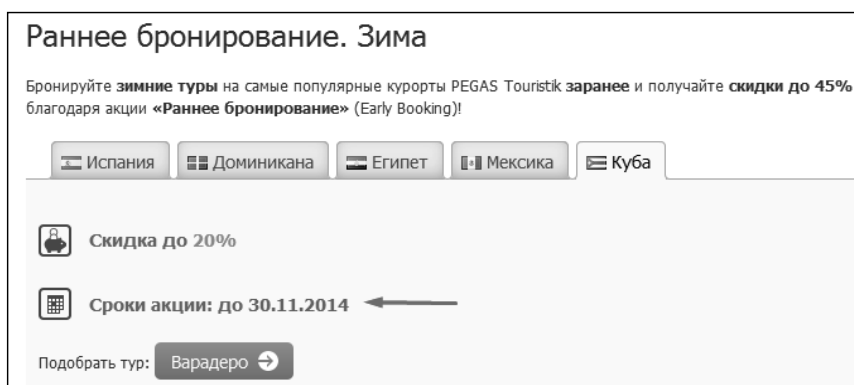 Раннее бронирование. Зима
Бронируйте зимние туры на самые популярные курорты PEGAS Touristik заранее и получайте скидки до 45%
благодаря акции «Раннее бронирование» (Early Booking)!
Испания Доминикана Египет Мексика Куба
Скидка до 20%
Сроки акции: до 30.11.2014
Подобрать тур: Варадеро